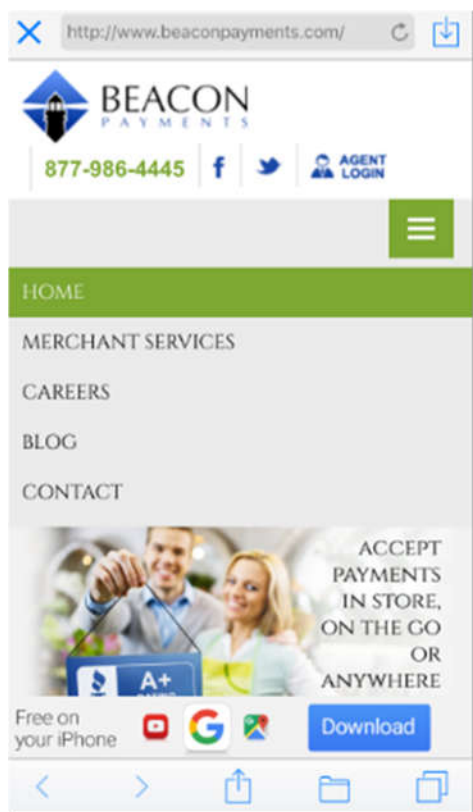 http://www.beaconpayments.com/
BEACON
PAYMENTS
877-986-4445
f
AGENT
LOGIN
HOME
MERCHANT SERVICES
CAREERS
BLOG
CONTACT
ACCEPT
PAYMENTS
IN STORE,
ON THE GO
OR
ANYWHERE
A+
Free on
your iPhone
G
Download